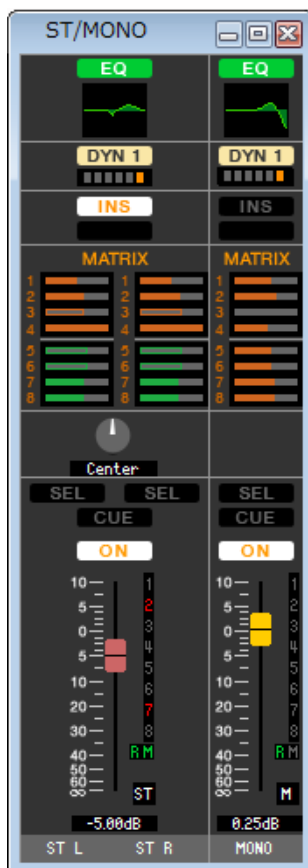 ST/MONO
EQ EQ
DYN 1 DYN 1
INS INS
MATRIX MATRIX
1 1 1
2 2 2
3 3 3
4 4 4
5 5 5
6 6 6
7 7 7
8 8 8
Center
SEL SEL SEL
CUE CUE
ON ON
10 1 10 1
5 2 5 2
0 3 0 3
5 4 5 4
5 5
10 6 10 6
20 7 20 7
30 8 30 8
40 R M 40 R M
50 50
60 60
∞ ST ∞ M
-5.00dB 0.25dB
ST L ST R MONO